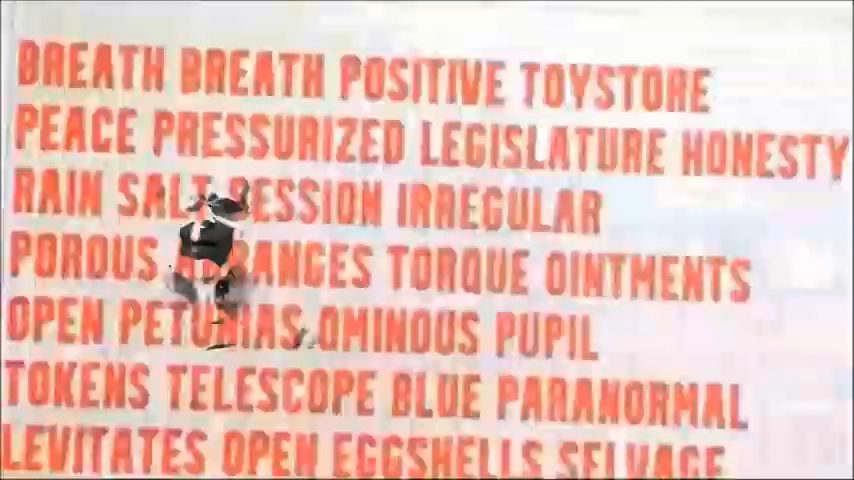 BREATH BREATH POSITIVE TOYSTORE
PEACE PRESSURIZED LEGISLATURE HONESTY
RAIN SALT SESSION IRREGULAR
POROUS ARRANGES TORQUE OINTMENTS
OPEN PETUNIAS OMINOUS PUPIL
TOKENS TELESCOPE BLUE PARANORMAL
LEVITATES OPEN EGGSHELLS SELVAGE